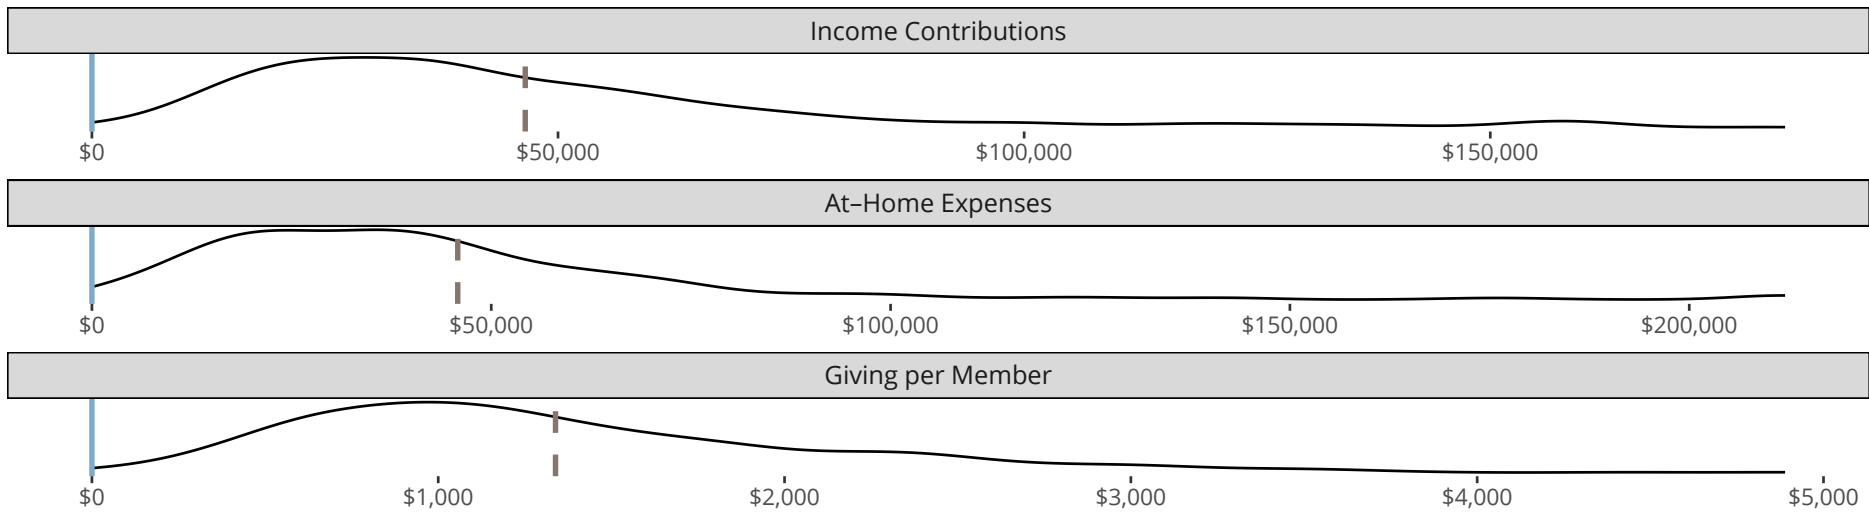 Income Contributions
$0 $50,000 $100,000 $150,000
At–Home Expenses
$0 $50,000 $100,000 $150,000 $200,000
Giving per Member
$0 $1,000 $2,000 $3,000 $4,000 $5,000